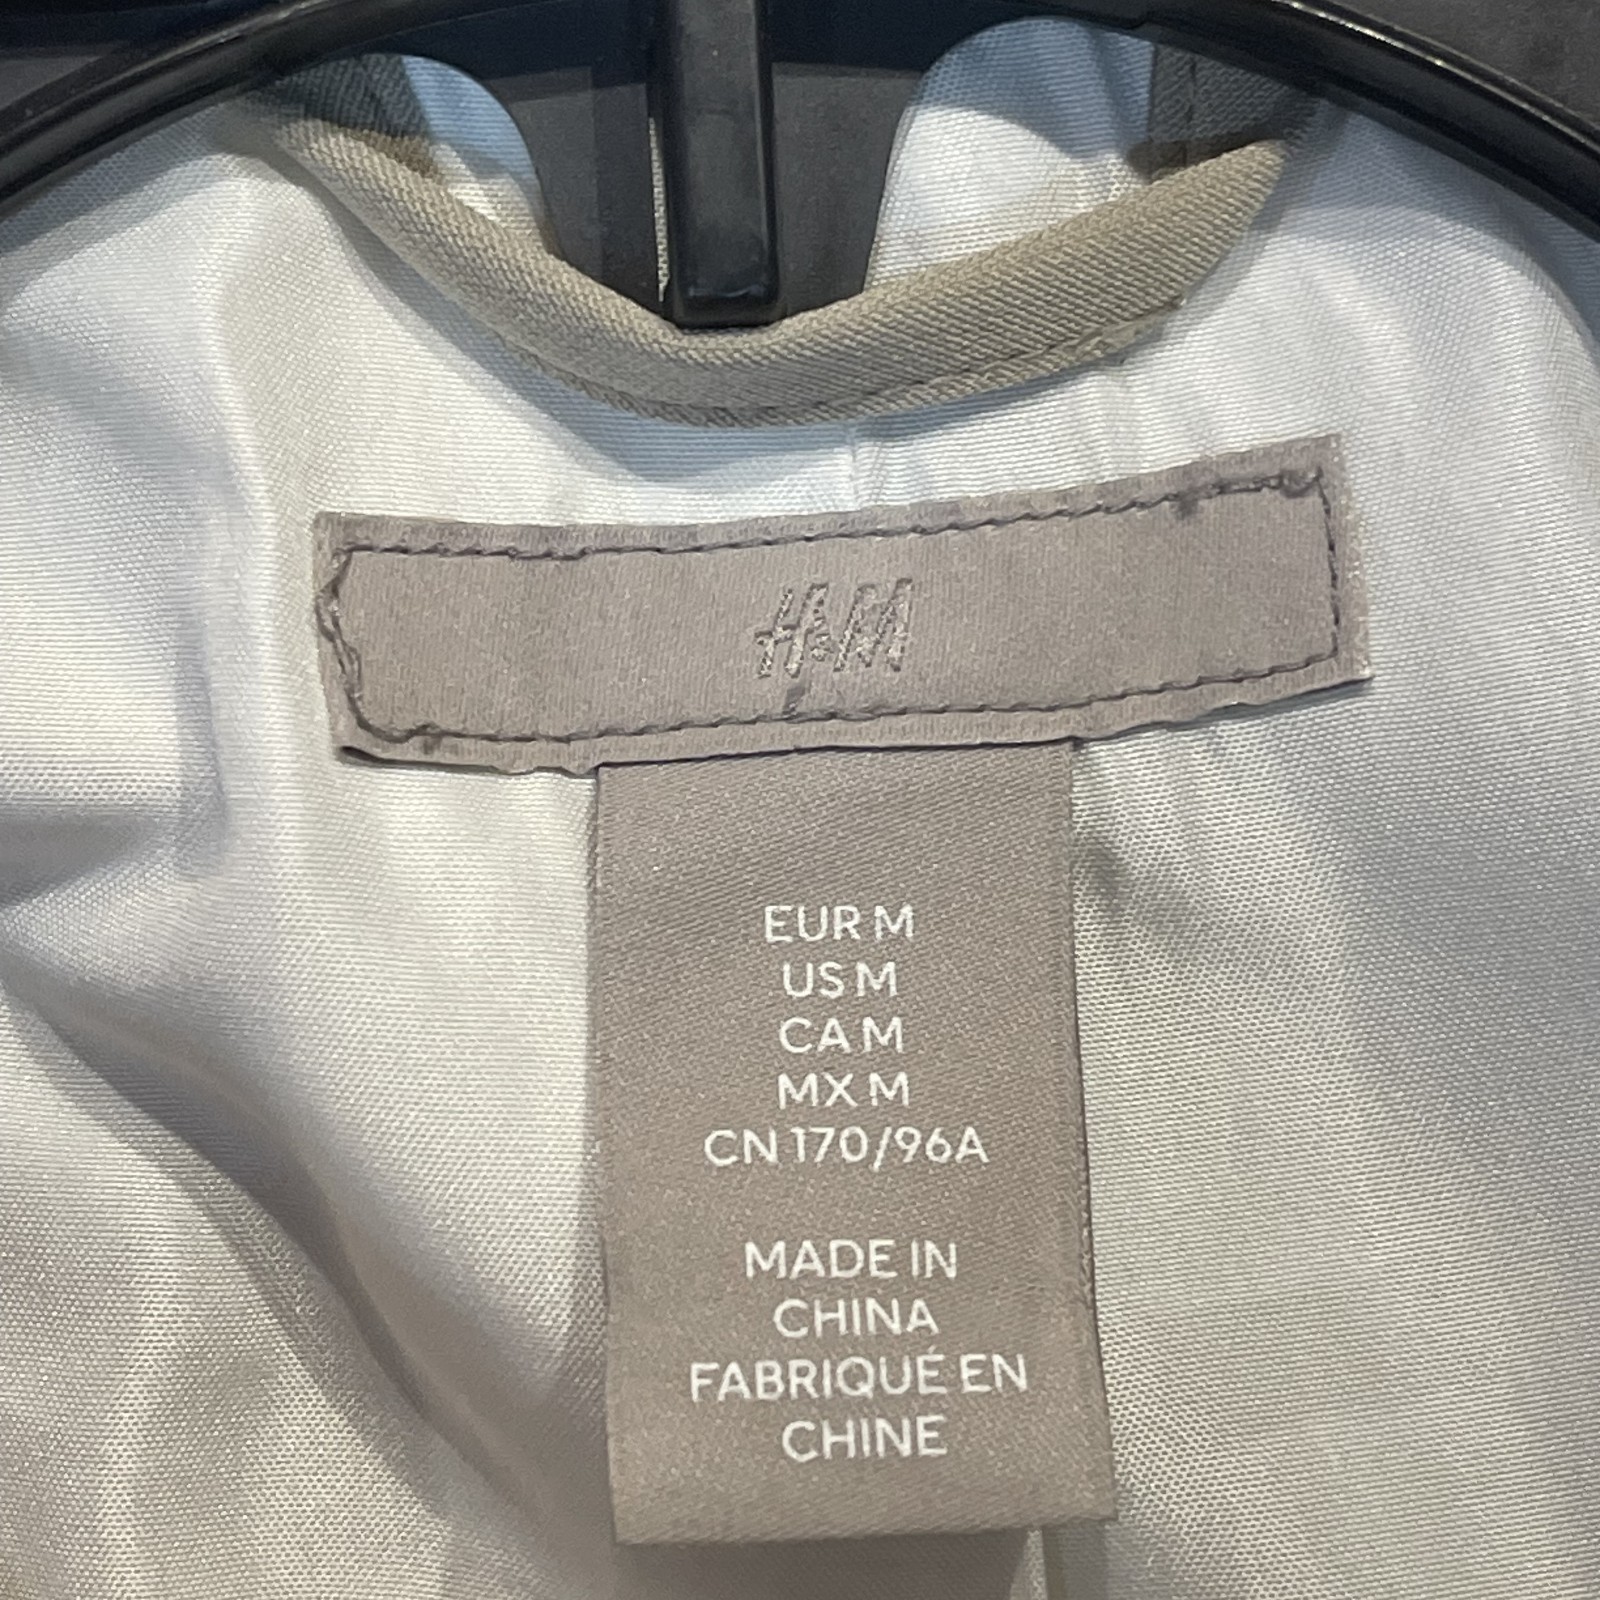 H&M
EUR M
US M
CA M
MX M
CN 170/96A
MADE IN
CHINA
FABRIQUÉ EN
CHINE